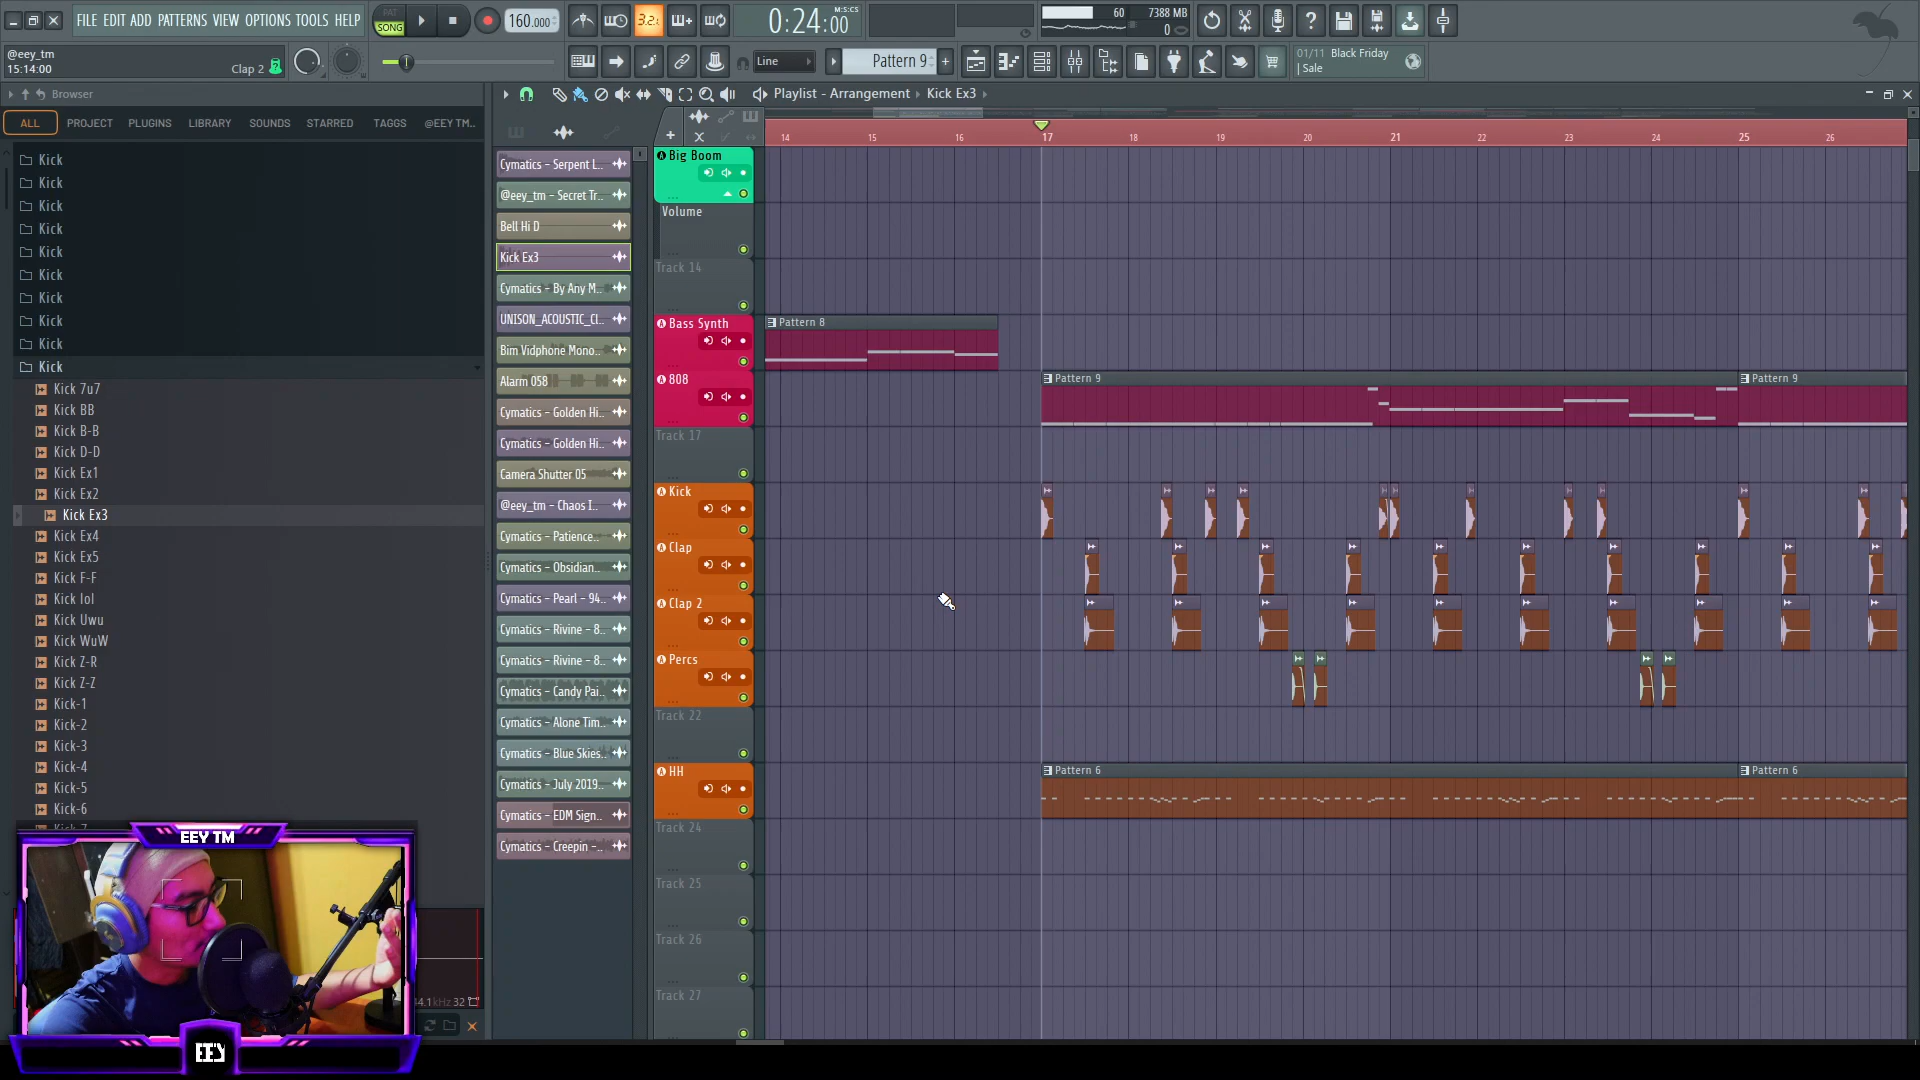 FILE EDIT ADD PATTERNS VIEW OPTIONS TOOLS HELP
PAT
SONG
160.000
3.2.
0:24:00
M:S:CS
60
7388 MB
0
@eey_tm
15:14:00
Clap 2
Line
Pattern 9
01/11 Black Friday
| Sale
Browser
Playlist - Arrangement
Kick Ex3
ALL
PROJECT
PLUGINS
LIBRARY
SOUNDS
STARRED
TAGGS
@EEY TM..
Kick
Kick
Kick
Kick
Kick
Kick
Kick
Kick
Kick
Kick
Kick 7u7
Kick BB
Kick B-B
Kick D-D
Kick Ex1
Kick Ex2
Kick Ex3
Kick Ex4
Kick Ex5
Kick F-F
Kick lol
Kick Uwu
Kick WuW
Kick Z-R
Kick Z-Z
Kick-1
Kick-2
Kick-3
Kick-4
Kick-5
Kick-6
Cymatics - Serpent L..
@eey_tm - Secret Tr..
Bell Hi D
Kick Ex3
Cymatics - By Any M..
UNISON_ACOUSTIC_Cl..
Bim Vidphone Mono..
Alarm 058
Cymatics - Golden Hi..
Cymatics - Golden Hi..
Camera Shutter 05
@eey_tm - Chaos I..
Cymatics - Patience..
Cymatics - Obsidian..
Cymatics - Pearl - 94..
Cymatics - Rivine - 8..
Cymatics - Rivine - 8..
Cymatics - Candy Pai..
Cymatics - Alone Tim..
Cymatics - Blue Skies..
Cymatics - July 2019..
Cymatics - EDM Sign..
Cymatics - Creepin -..
14 15 16 17 18 19 20 21 22 23 24 25 26
Big Boom
Volume
Track 14
Bass Synth
Pattern 8
808
Pattern 9
Pattern 9
Track 17
Kick
Clap
Clap 2
Percs
Track 22
HH
Pattern 6
Pattern 6
Track 24
Track 25
Track 26
Track 27
EEY TM
EEY